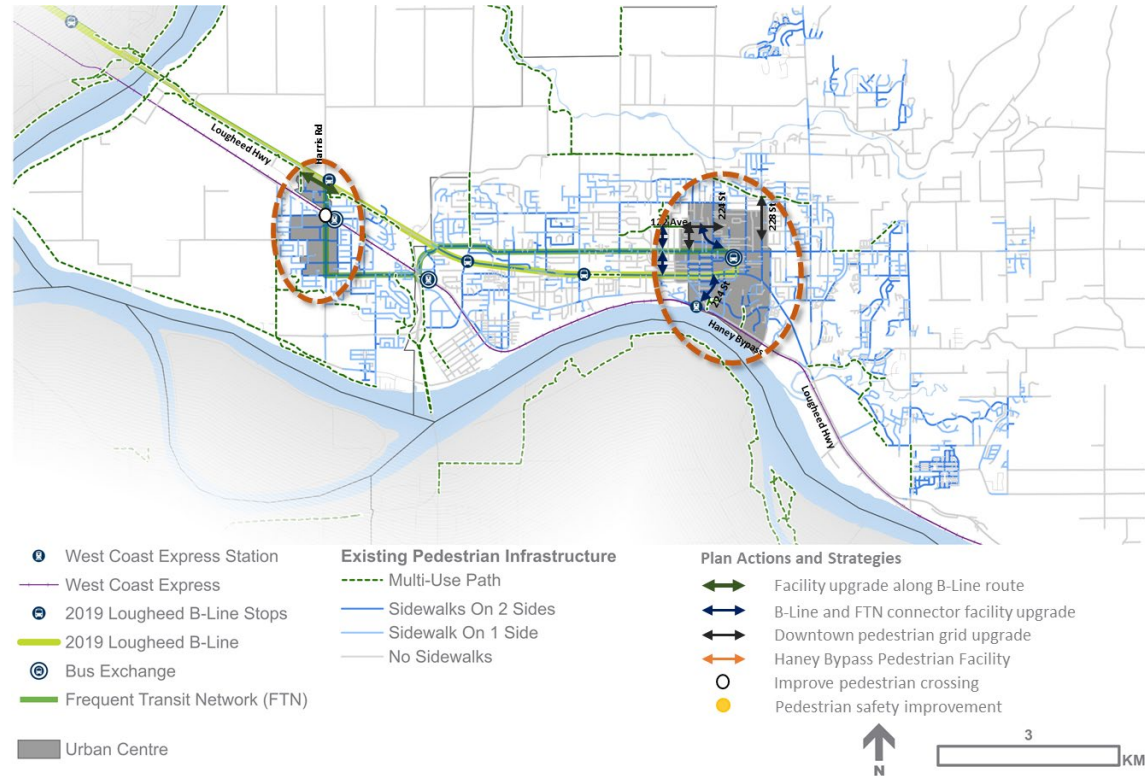 Lougheed Hwy
Harris Rd
224 St
228 St
224 St
Haney Bypass
Lougheed Hwy
West Coast Express Station
West Coast Express
2019 Lougheed B-Line Stops
2019 Lougheed B-Line
Bus Exchange
Frequent Transit Network (FTN)
Urban Centre
Existing Pedestrian Infrastructure
Multi-Use Path
Sidewalks On 2 Sides
Sidewalk On 1 Side
No Sidewalks
Plan Actions and Strategies
Facility upgrade along B-Line route
B-Line and FTN connector facility upgrade
Downtown pedestrian grid upgrade
Haney Bypass Pedestrian Facility
Improve pedestrian crossing
Pedestrian safety improvement
N
3
KM